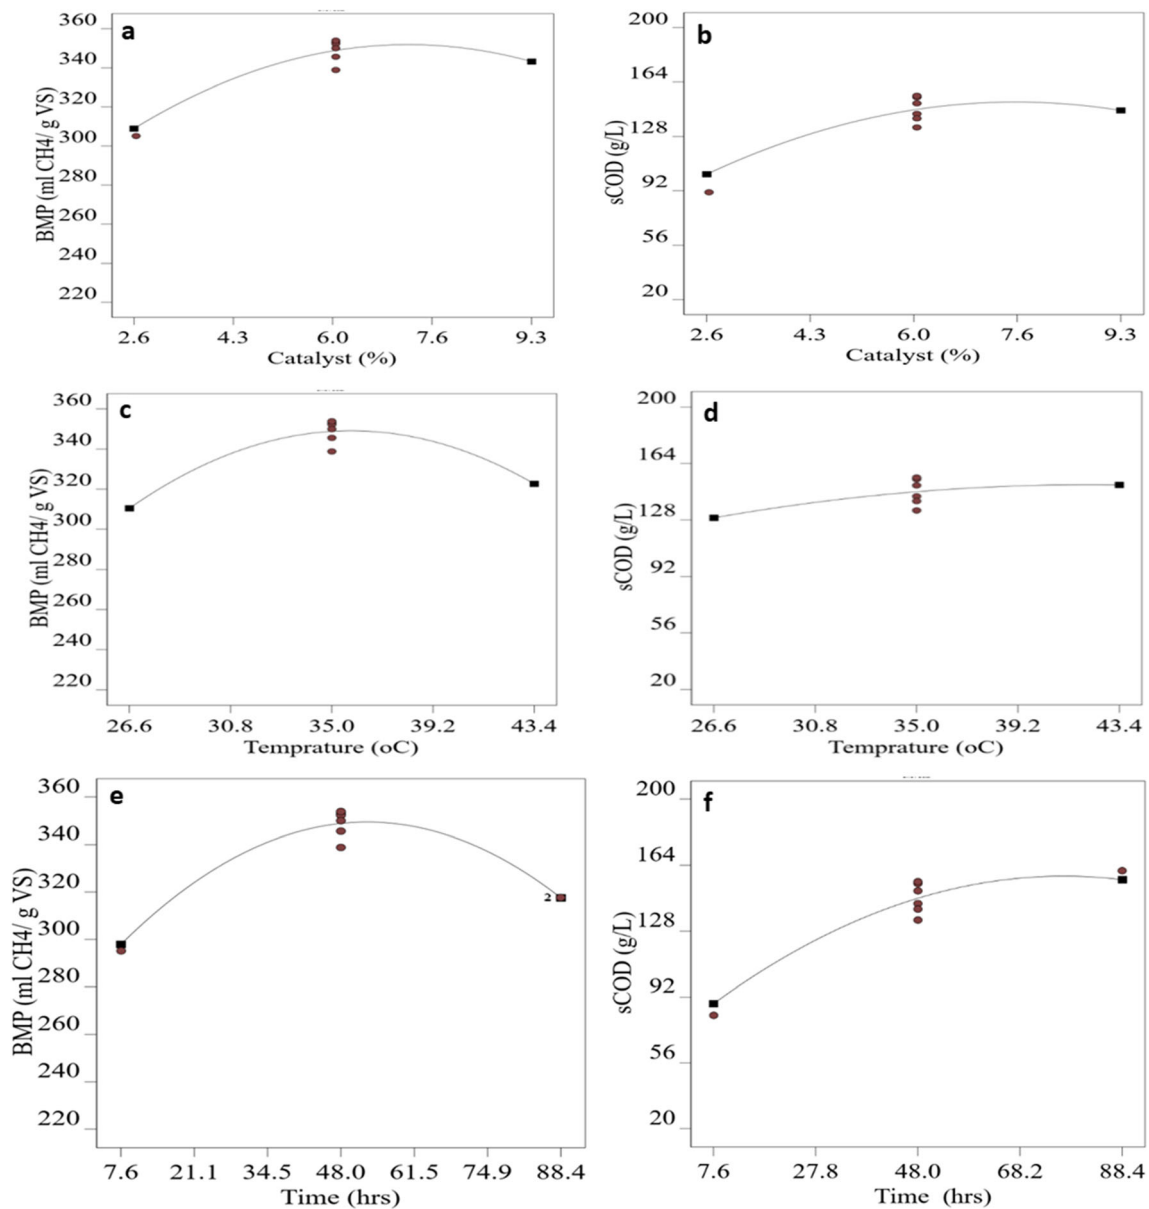 a
360
340
320
300
280
260
240
220
BMP (ml CH4/ g VS)
2.6 4.3 6.0 7.6 9.3
Catalyst (%)
b
200
164
128
92
56
20
sCOD (g/L)
2.6 4.3 6.0 7.6 9.3
Catalyst (%)
c
360
340
320
300
280
260
240
220
BMP (ml CH4/ g VS)
26.6 30.8 35.0 39.2 43.4
Temprature (oC)
d
200
164
128
92
56
20
sCOD (g/L)
26.6 30.8 35.0 39.2 43.4
Temprature (oC)
e
360
340
320
300
280
260
240
220
BMP (ml CH4/ g VS)
2
7.6 21.1 34.5 48.0 61.5 74.9 88.4
Time (hrs)
f
200
164
128
92
56
20
sCOD (g/L)
7.6 27.8 48.0 68.2 88.4
Time (hrs)